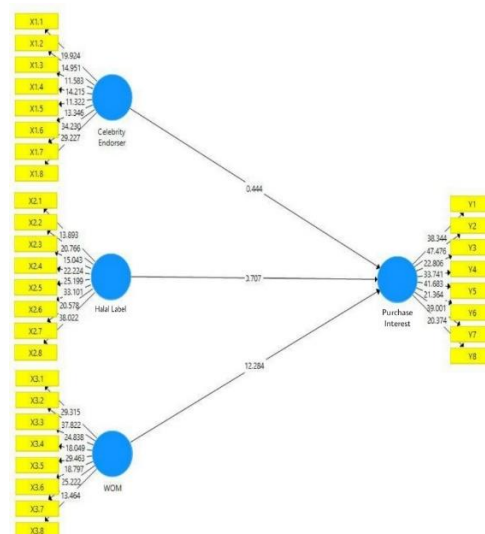 X1.1
X1.2
X1.3
X1.4
X1.5
X1.6
X1.7
X1.8
19.924
14.951
11.583
14.215
11.322
13.346
34.230
29.227
Celebrity
Endorser
0.444
X2.1
X2.2
X2.3
X2.4
X2.5
X2.6
X2.7
X2.8
13.893
20.766
15.043
22.224
25.199
33.101
20.578
38.022
Halal Label
3.707
X3.1
X3.2
X3.3
X3.4
X3.5
X3.6
X3.7
X3.8
29.315
37.822
24.838
18.049
29.463
18.797
25.222
13.464
WOM
12.284
Purchase
Interest
38.344
47.476
22.806
33.741
41.683
21.364
39.001
20.374
Y1
Y2
Y3
Y4
Y5
Y6
Y7
Y8